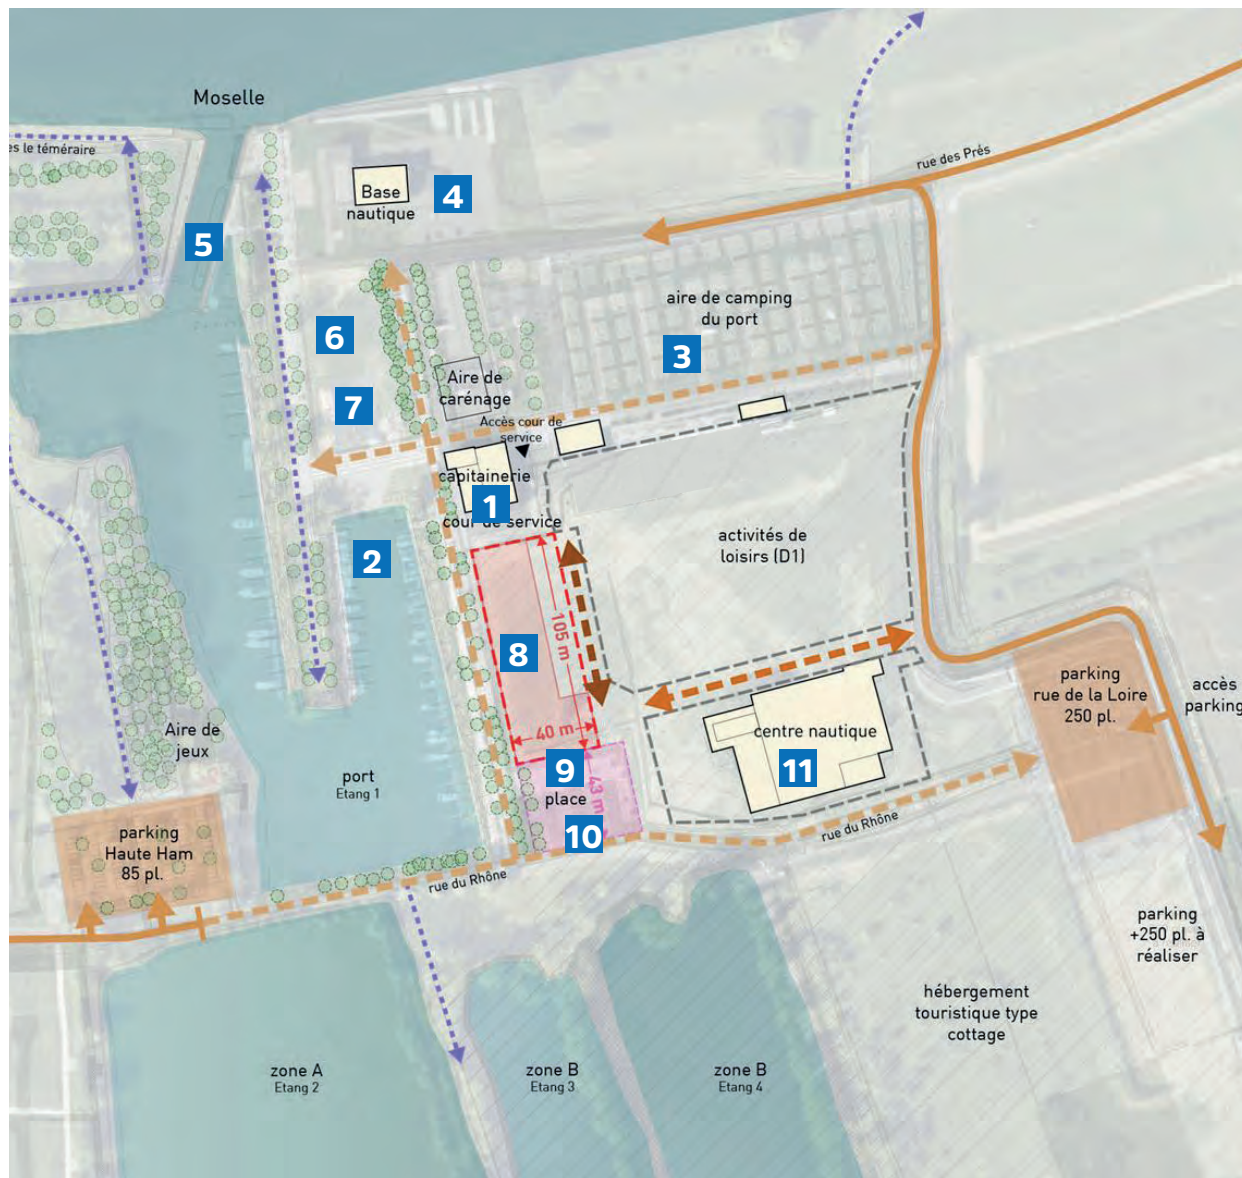 Moselle
es le téméraire
rue des Prés
Base
nautique
4
5
aire de camping
du port
3
6
7
Aire de
carénage
Accès cour de
service
capitainerie
1
cour de service
2
activités de
loisirs (D1)
8
105 m
40 m
9
place
43 m
10
centre nautique
11
parking
rue de la Loire
250 pl.
accès
parking
Aire de
jeux
port
Etang 1
parking
Haute Ham
85 pl.
rue du Rhône
rue du Rhône
parking
+250 pl. à
réaliser
hébergement
touristique type
cottage
zone A
Etang 2
zone B
Etang 3
zone B
Etang 4